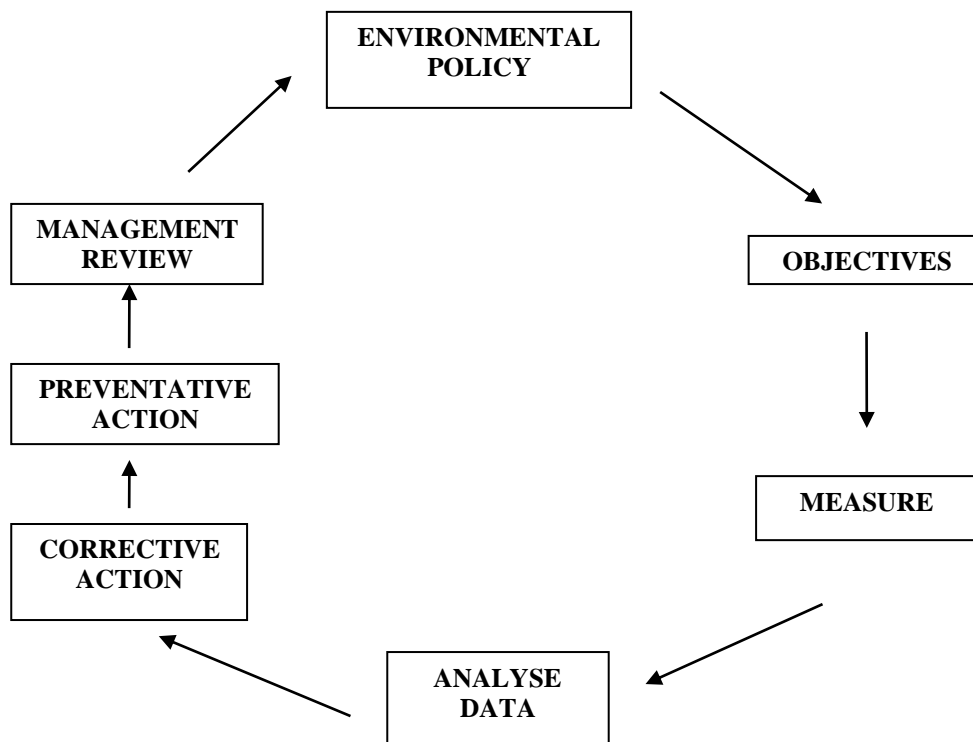 ENVIRONMENTAL
POLICY
OBJECTIVES
MEASURE
ANALYSE
DATA
CORRECTIVE
ACTION
PREVENTATIVE
ACTION
MANAGEMENT
REVIEW